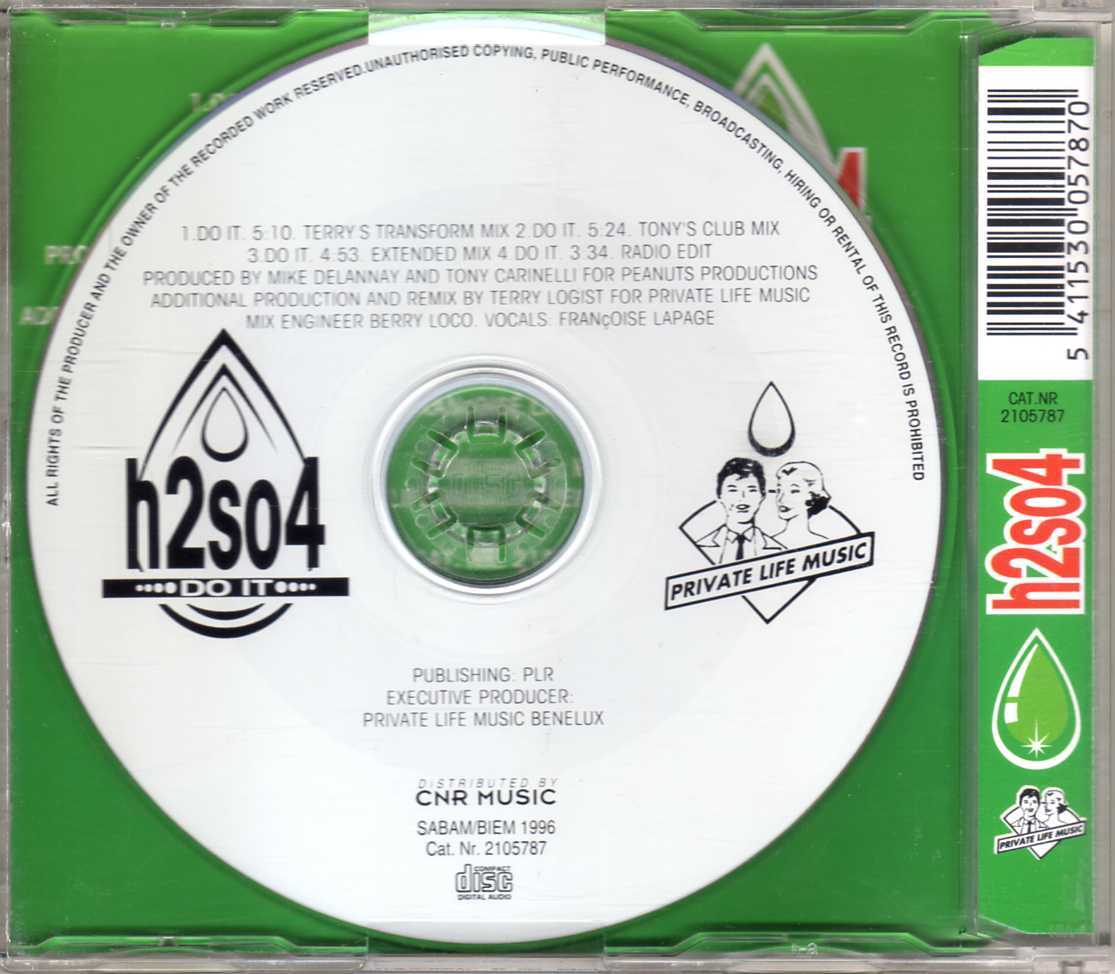 ALL RIGHTS OF THE PRODUCER AND THE OWNER OF THE RECORDED WORK RESERVED.UNAUTHORISED COPYING, PUBLIC PERFORMANCE, BROADCASTING, HIRING OR RENTAL OF THIS RECORD IS PROHIBITED
1.DO IT. 5:10. TERRY'S TRANSFORM MIX 2.DO IT. 5:24. TONY'S CLUB MIX
3.DO IT. 4:53. EXTENDED MIX 4.DO IT. 3:34. RADIO EDIT
PRODUCED BY MIKE DELANNAY AND TONY CARINELLI FOR PEANUTS PRODUCTIONS
ADDITIONAL PRODUCTION AND REMIX BY TERRY LOGIST FOR PRIVATE LIFE MUSIC
MIX ENGINEER BERRY LOCO. VOCALS: FRANçOISE LAPAGE
h2so4
DO IT
PRIVATE LIFE MUSIC
PUBLISHING: PLR
EXECUTIVE PRODUCER:
PRIVATE LIFE MUSIC BENELUX
DISTRIBUTED BY
CNR MUSIC
SABAM/BIEM 1996
Cat. Nr. 2105787
COMPACT
disc
DIGITAL AUDIO
5 411530 057870
CAT.NR
2105787
h2so4
PRIVATE LIFE MUSIC